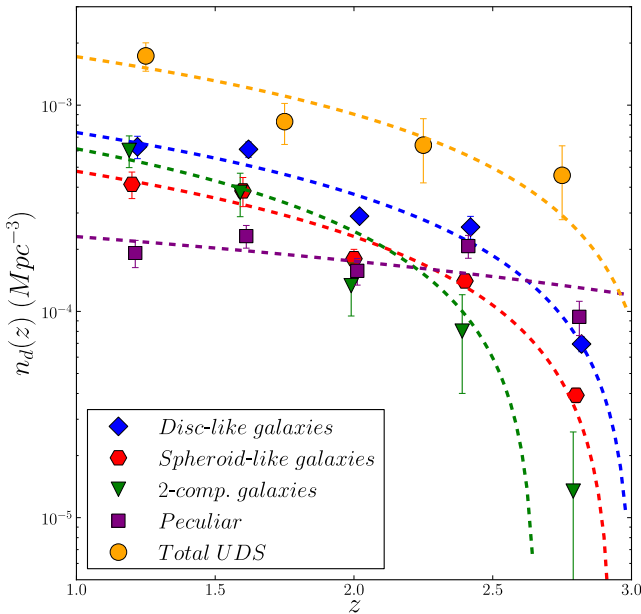 10⁻³
10⁻⁴
10⁻⁵
n_d(z) (Mpc⁻³)
Disc-like galaxies
Spheroid-like galaxies
2-comp. galaxies
Peculiar
Total UDS
1.0 1.5 2.0 2.5 3.0
z